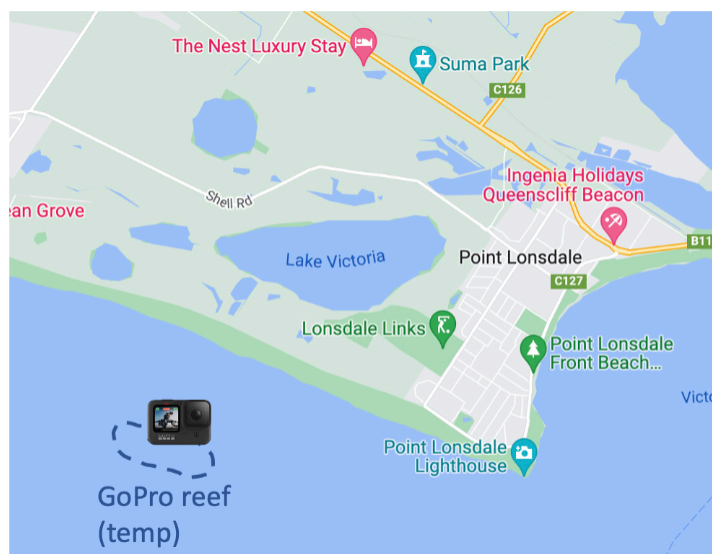 The Nest Luxury Stay
Suma Park
C126
Ingenia Holidays
Queenscliff Beacon
Shell Rd
ean Grove
B11
Lake Victoria
Point Lonsdale
C127
Lonsdale Links
Point Lonsdale
Front Beach...
Victo
Point Lonsdale
Lighthouse
GoPro
GoPro reef
(temp)